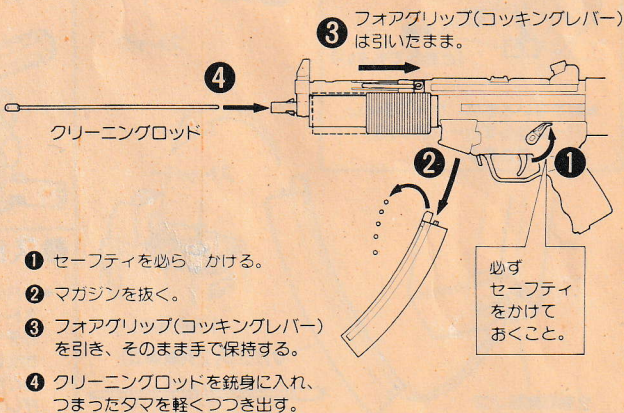 ❸ フォアグリップ(コッキングレバー)
は引いたまま。
❹
クリーニングロッド
❷
❶
必ず
セーフティ
をかけて
おくこと。
❶ セーフティを必ら かける。
❷ マガジンを抜く。
❸ フォアグリップ(コッキングレバー)
を引き、そのまま手で保持する。
❹ クリーニングロッドを銃身に入れ、
つまったタマを軽くつつき出す。